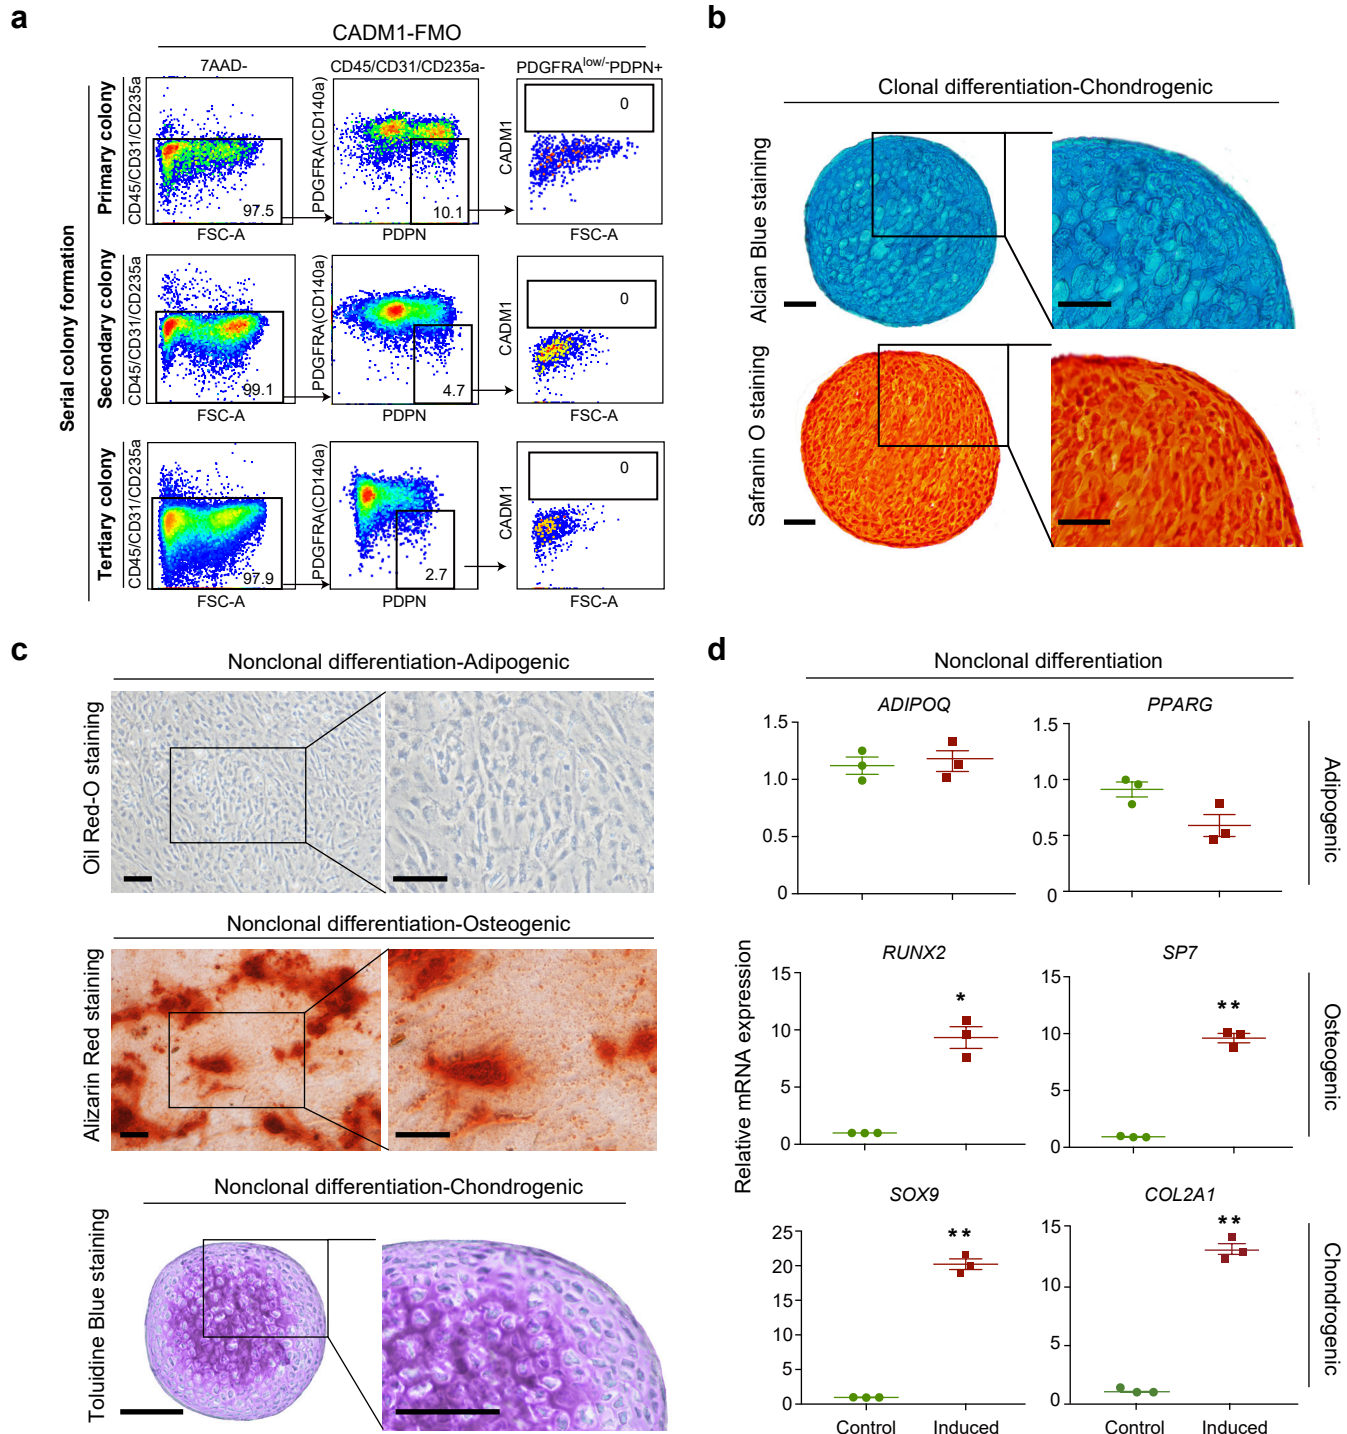 a
CADM1-FMO
7AAD-
CD45/CD31/CD235a-
PDGFRA^low/-PDPN+
Serial colony formation
Primary colony
CD45/CD31/CD235a
97.5
FSC-A
PDGFRA(CD140a)
10.1
PDPN
CADM1
0
FSC-A
Secondary colony
CD45/CD31/CD235a
99.1
FSC-A
PDGFRA(CD140a)
4.7
PDPN
CADM1
0
FSC-A
Tertiary colony
CD45/CD31/CD235a
97.9
FSC-A
PDGFRA(CD140a)
2.7
PDPN
CADM1
0
FSC-A
b
Clonal differentiation-Chondrogenic
Alcian Blue staining
Safranin O staining
c
Nonclonal differentiation-Adipogenic
Oil Red-O staining
Nonclonal differentiation-Osteogenic
Alizarin Red staining
Nonclonal differentiation-Chondrogenic
Toluidine Blue staining
d
Nonclonal differentiation
Relative mRNA expression
ADIPOQ
1.5
1.0
0.5
0
PPARG
1.5
1.0
0.5
0
Adipogenic
RUNX2
15
10
5
0
*
SP7
15
10
5
0
**
Osteogenic
SOX9
25
20
15
10
5
0
**
Control
Induced
COL2A1
15
10
5
0
**
Control
Induced
Chondrogenic